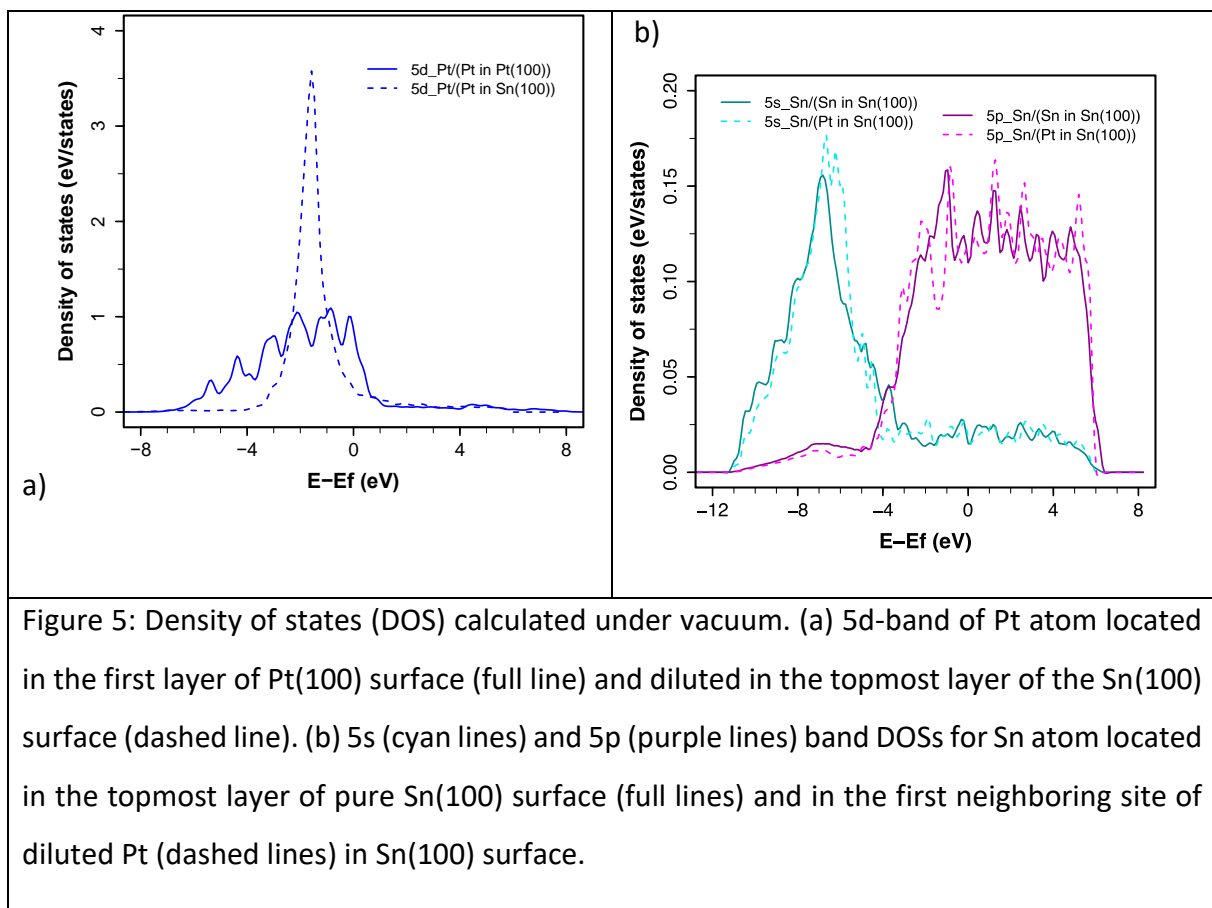 4
3
2
1
0
Density of states (eV/states)
5d_Pt/(Pt in Pt(100))
5d_Pt/(Pt in Sn(100))
−8
−4
0
4
8
E−Ef (eV)
a)
b)
0.20
0.15
0.10
0.05
0.00
Density of states (eV/states)
5s_Sn/(Sn in Sn(100))
5s_Sn/(Pt in Sn(100))
5p_Sn/(Sn in Sn(100))
5p_Sn/(Pt in Sn(100))
−12
−8
−4
0
4
8
E−Ef (eV)
Figure 5: Density of states (DOS) calculated under vacuum. (a) 5d-band of Pt atom located
in the first layer of Pt(100) surface (full line) and diluted in the topmost layer of the Sn(100)
surface (dashed line). (b) 5s (cyan lines) and 5p (purple lines) band DOSs for Sn atom located
in the topmost layer of pure Sn(100) surface (full lines) and in the first neighboring site of
diluted Pt (dashed lines) in Sn(100) surface.